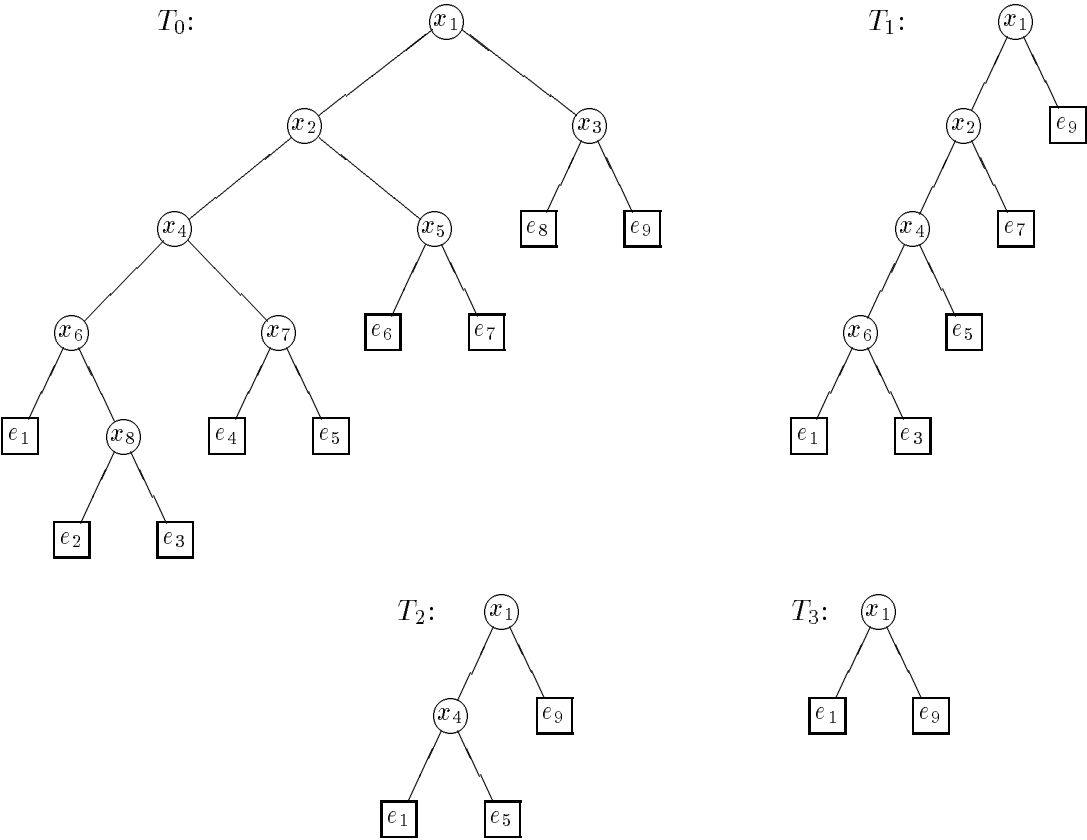 T₀: x₁ T₁: x₁
x₂ x₃ x₂ e₉
x₄ x₅ e₈ e₉ x₄ e₇
x₆ x₇ e₆ e₇ x₆ e₅
e₁ x₈ e₄ e₅ e₁ e₃
e₂ e₃
T₂: x₁ T₃: x₁
x₄ e₉ e₁ e₉
e₁ e₅